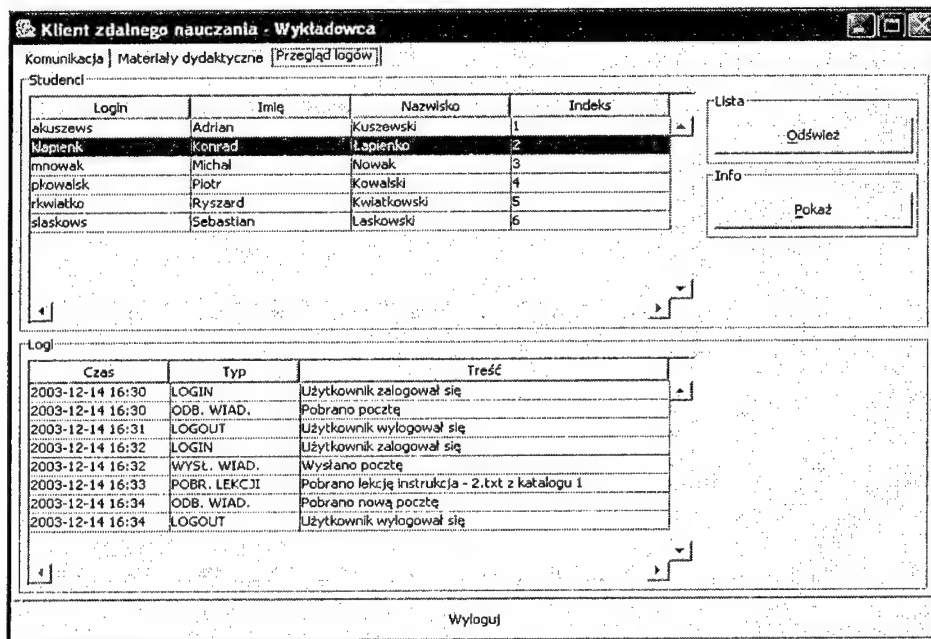 Klient zdalnego nauczania - Wykładowca
Komunikacja Materiały dydaktyczne Przegląd logów
Studenci
Login Imię Nazwisko Indeks
akuszews Adrian Kuszewski 1
klapienk Konrad Łapienko 2
mnowak Michał Nowak 3
pkowalsk Piotr Kowalski 4
rkwiatko Ryszard Kwiatkowski 5
slaskows Sebastian Laskowski 6
Lista
Odśwież
Info
Pokaż
Logi
Czas Typ Treść
2003-12-14 16:30 LOGIN Użytkownik zalogował się
2003-12-14 16:30 ODB. WIAD. Pobrano pocztę
2003-12-14 16:31 LOGOUT Użytkownik wylogował się
2003-12-14 16:32 LOGIN Użytkownik zalogował się
2003-12-14 16:32 WYSŁ. WIAD. Wysłano pocztę
2003-12-14 16:33 POBR. LEKCJI Pobrano lekcję instrukcja - 2.txt z katalogu 1
2003-12-14 16:34 ODB. WIAD. Pobrano nową pocztę
2003-12-14 16:34 LOGOUT Użytkownik wylogował się
Wyloguj